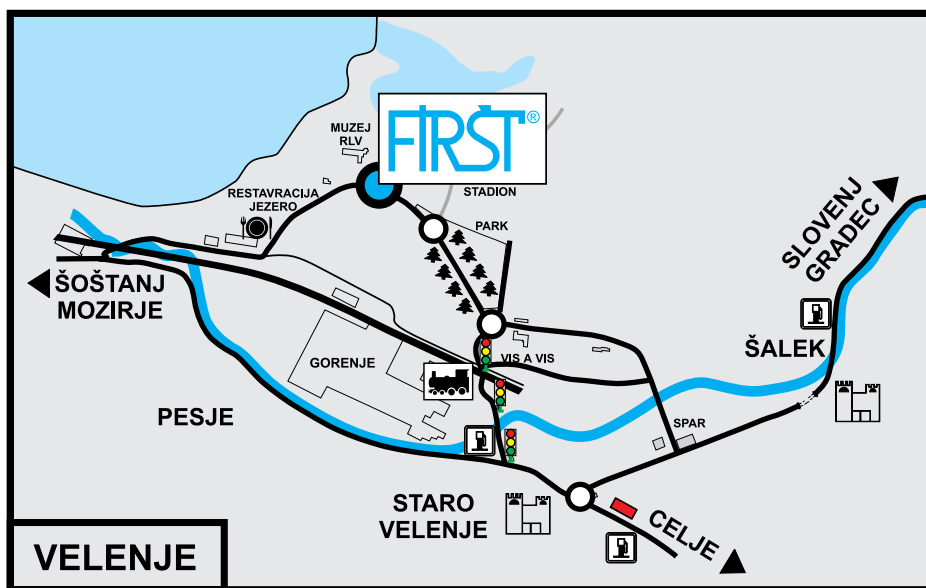 FIRŠT®
MUZEJ
RLV
STADION
RESTAVRACIJA
JEZERO
PARK
SLOVENJ
GRADEC
ŠOŠTANJ
MOZIRJE
GORENJE
VIS A VIS
ŠALEK
PESJE
SPAR
STARO
VELENJE
CELJE
VELENJE